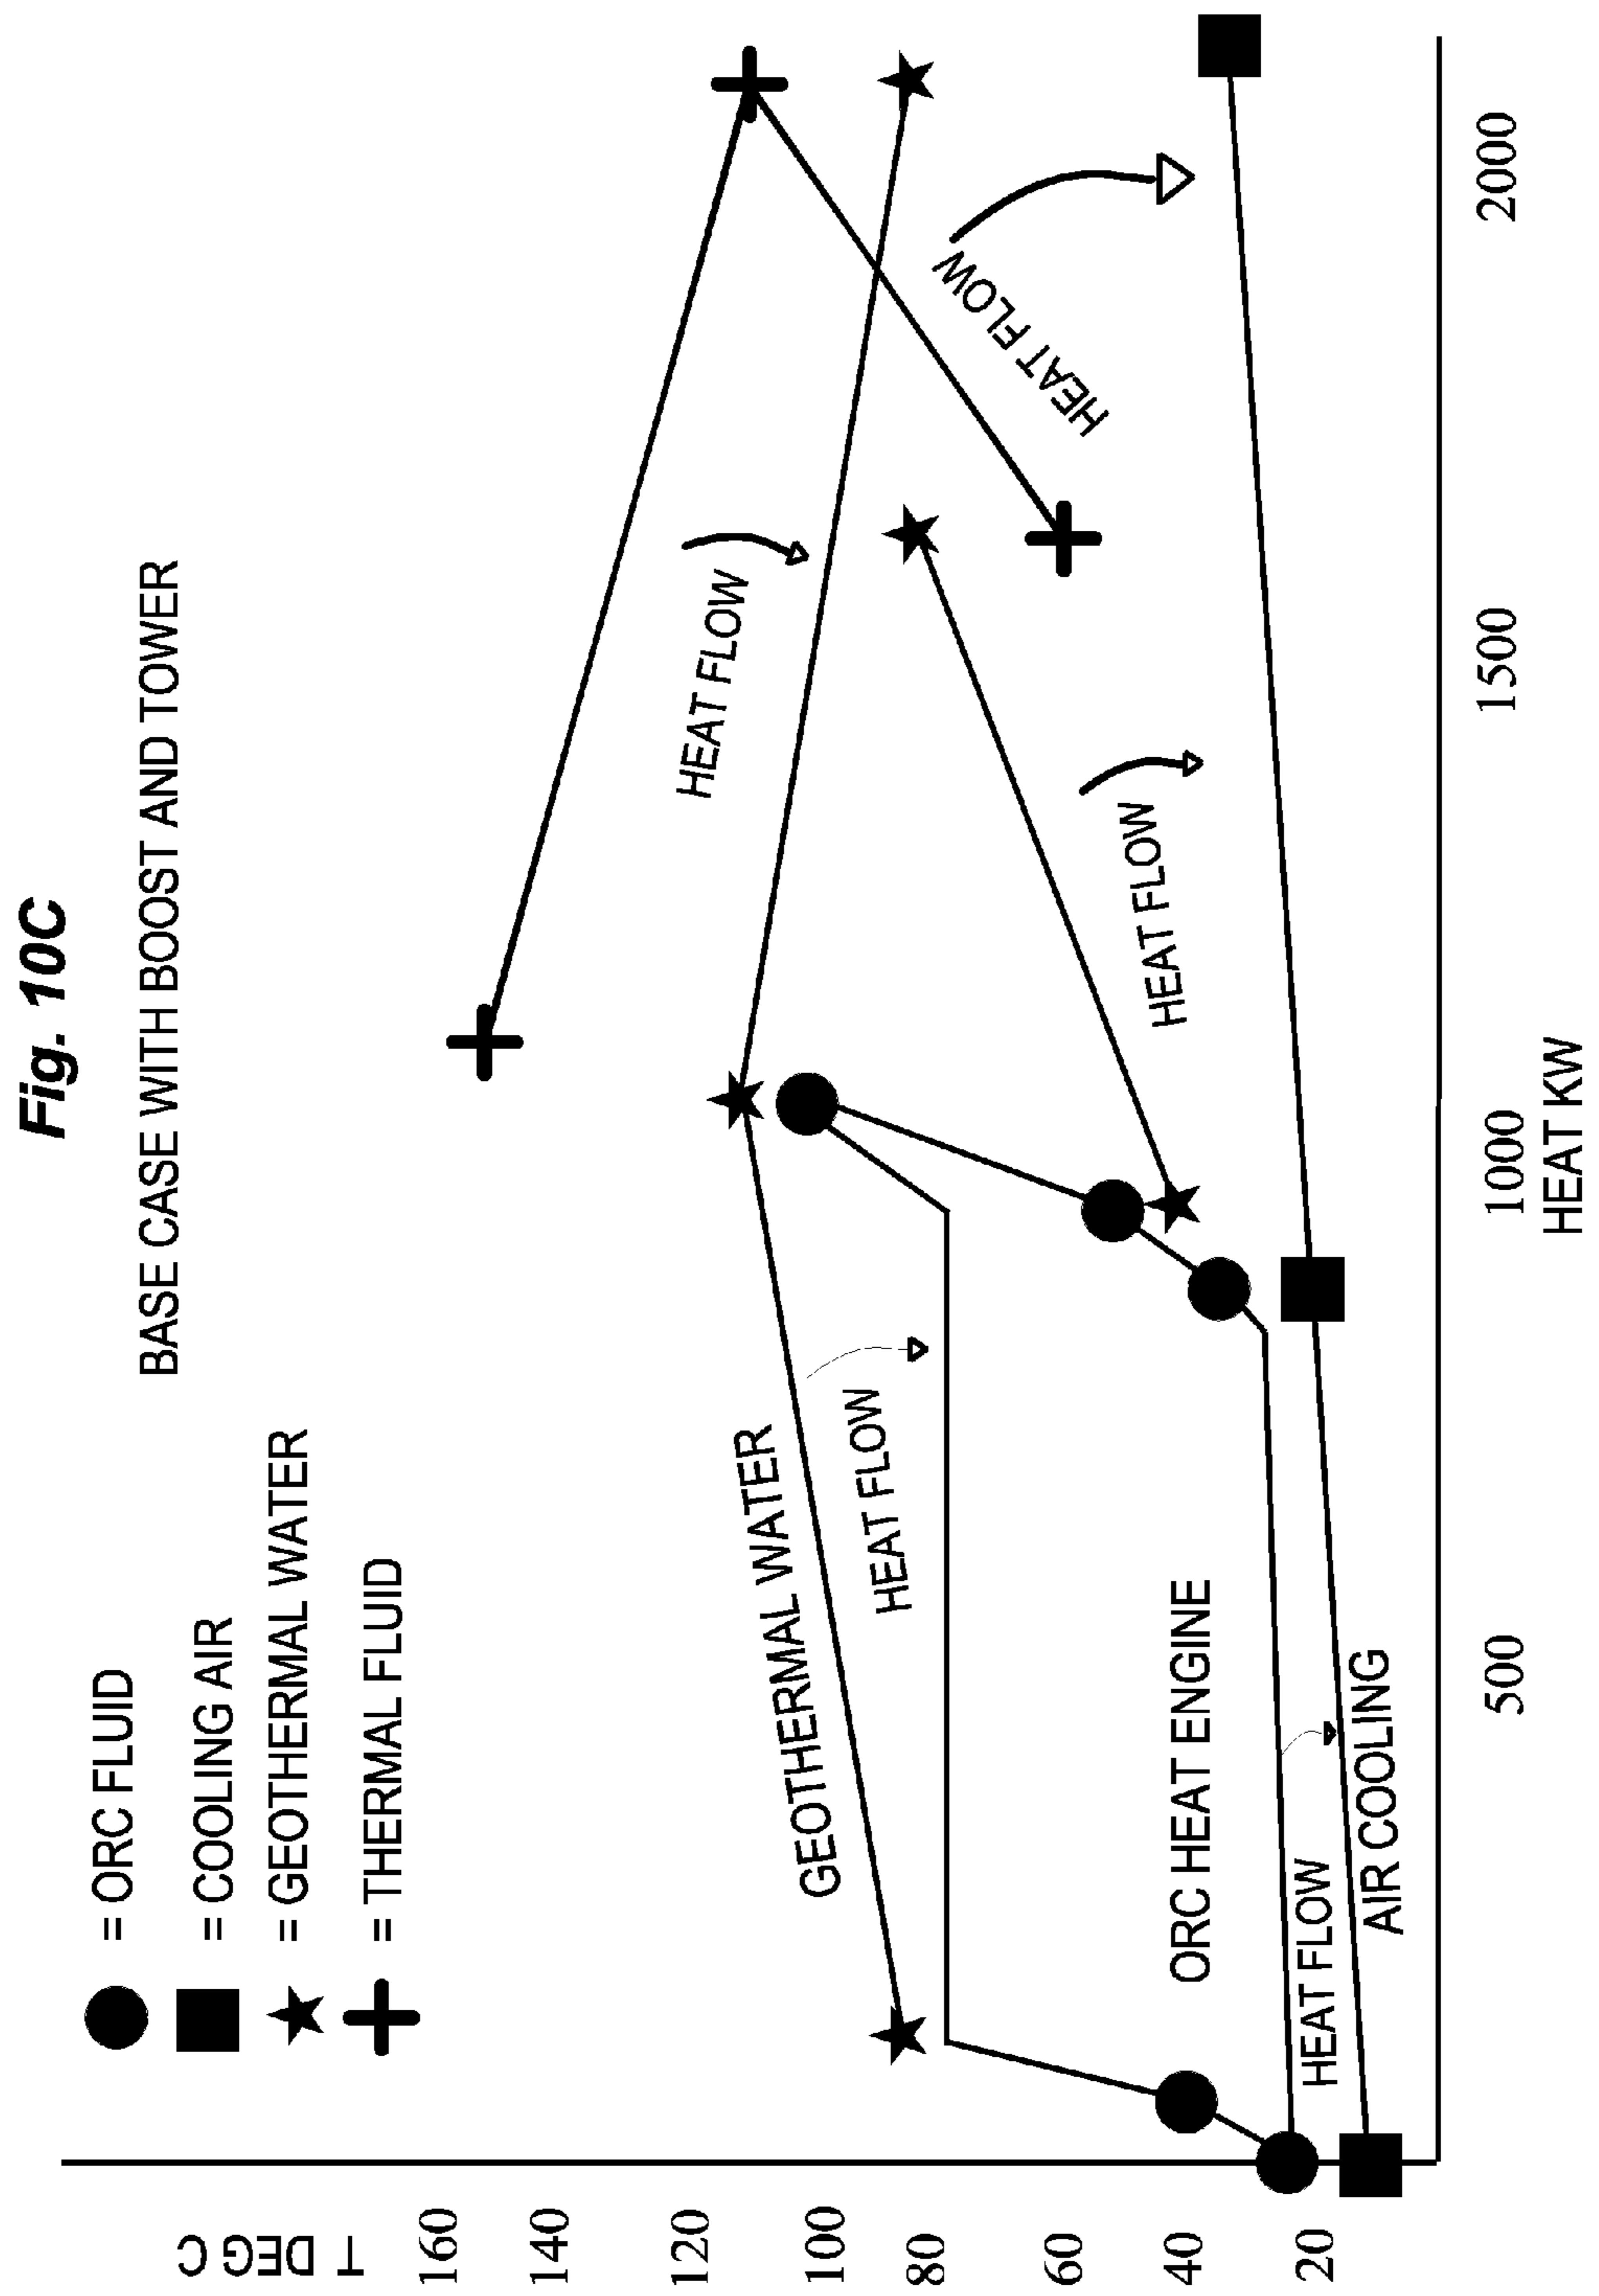 Fig. 10C
BASE CASE WITH BOOST AND TOWER
= ORC FLUID
= COOLING AIR
= GEOTHERMAL WATER
= THERMAL FLUID
T DEG C
160
140
120
100
80
60
40
20
HEAT FLOW
GEOTHERMAL WATER
HEAT FLOW
HEAT FLOW
HEAT FLOW
ORC HEAT ENGINE
HEAT FLOW
AIR COOLING
500
1000
1500
2000
HEAT KW